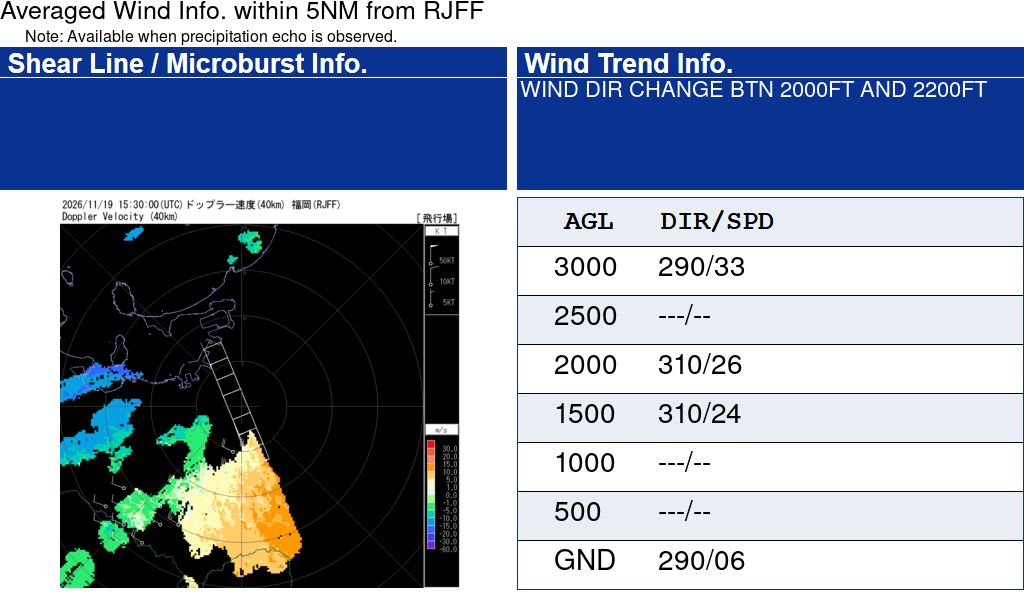 Averaged Wind Info. within 5NM from RJFF
Note: Available when precipitation echo is observed.
Shear Line / Microburst Info.
Wind Trend Info.
WIND DIR CHANGE BTN 2000FT AND 2200FT
2026/11/19 15:30:00(UTC) ドップラー速度(40km) 福岡(RJFF)
Doppler Velocity (40km)
[飛行場]
KT
50KT
10KT
5KT
m/s
30.0
20.0
15.0
10.0
5.0
1.0
0.0
-1.0
-5.0
-10.0
-15.0
-20.0
-30.0
-60.0
AGL DIR/SPD
3000 290/33
2500 ---/--
2000 310/26
1500 310/24
1000 ---/--
500 ---/--
GND 290/06